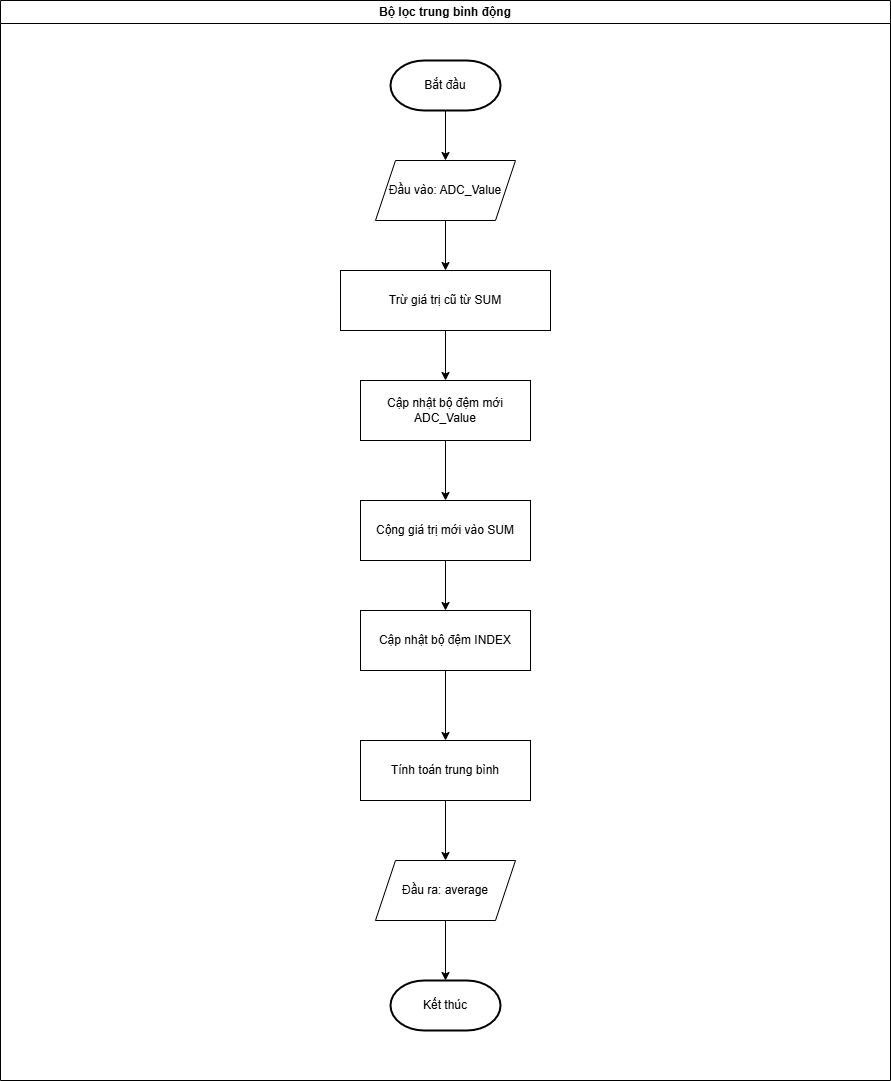 Bộ lọc trung bình động
Bắt đầu
Đầu vào: ADC_Value
Trừ giá trị cũ từ SUM
Cập nhật bộ đệm mới
ADC_Value
Cộng giá trị mới vào SUM
Cập nhật bộ đệm INDEX
Tính toán trung bình
Đầu ra: average
Kết thúc